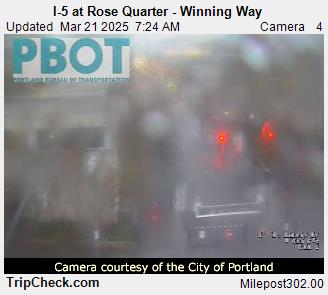 I-5 at Rose Quarter - Winning Way
Updated Mar 21 2025 7:24 AM Camera 4
PBOT
PORTLAND BUREAU OF TRANSPORTATION
Camera courtesy of the City of Portland
TripCheck.com Milepost302.00